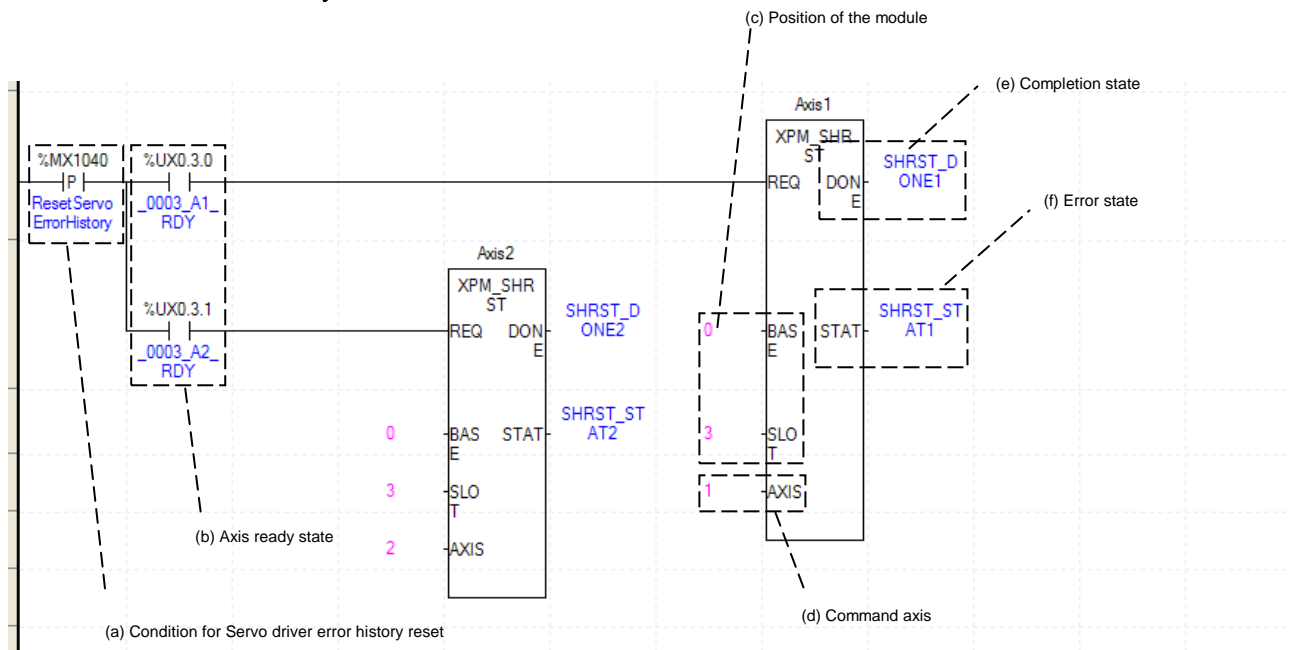 (c) Position of the module
(e) Completion state
Axis1
%MX1040
%UX0.3.0
XPM_SHR
ST
SHRST_D
ONE1
P
REQ
DON
E
ResetServo
ErrorHistory
_0003_A1_
RDY
(f) Error state
Axis2
XPM_SHR
ST
%UX0.3.1
SHRST_D
ONE2
REQ
DON
E
0
BAS
E
STAT
SHRST_ST
AT1
_0003_A2_
RDY
0
BAS
E
STAT
SHRST_ST
AT2
3
SLO
T
3
SLO
T
1
AXIS
(b) Axis ready state
2
AXIS
(d) Command axis
(a) Condition for Servo driver error history reset